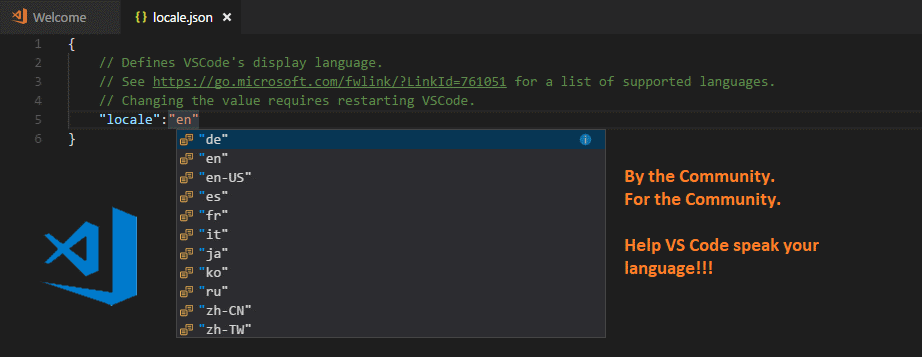 Welcome
{ } locale.json ×
1 {
2 // Defines VSCode's display language.
3 // See https://go.microsoft.com/fwlink/?LinkId=761051 for a list of supported languages.
4 // Changing the value requires restarting VSCode.
5 "locale":"en"
6 }
"de"
"en"
"en-US"
"es"
"fr"
"it"
"ja"
"ko"
"ru"
"zh-CN"
"zh-TW"
By the Community.
For the Community.
Help VS Code speak your
language!!!